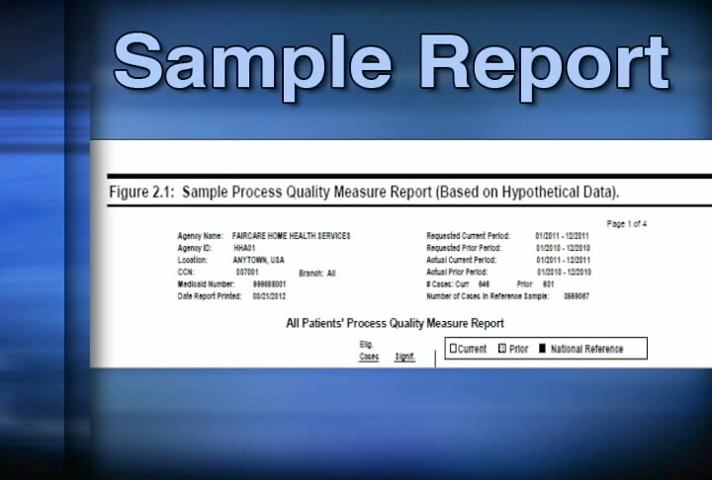 Sample Report
Figure 2.1: Sample Process Quality Measure Report (Based on Hypothetical Data).
Page 1 of 4
Agency Name: FAIRCARE HOME HEALTH SERVICES
Agency ID: HHA01
Location: ANYTOWN, USA
CCN: 007001 Branch: All
Medicaid Number: 999888001
Date Report Printed: 03/21/2012
Requested Current Period: 01/2011 - 12/2011
Requested Prior Period: 01/2010 - 12/2010
Actual Current Period: 01/2011 - 12/2011
Actual Prior Period: 01/2010 - 12/2010
# Cases: Curr 646 Prior 601
Number of Cases in Reference Sample:
All Patients' Process Quality Measure Report
Elig.
Cases Signif.
Current Prior National Reference